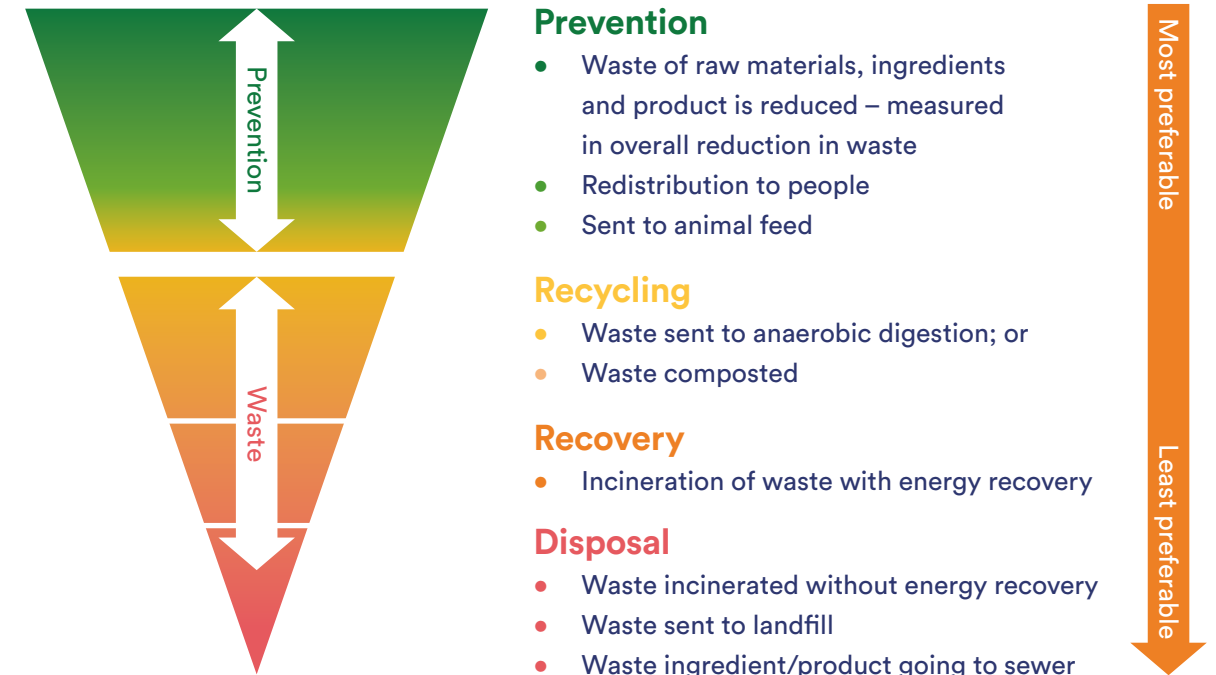 Prevention
Waste
Prevention
• Waste of raw materials, ingredients
and product is reduced – measured
in overall reduction in waste
• Redistribution to people
• Sent to animal feed
Recycling
• Waste sent to anaerobic digestion; or
• Waste composted
Recovery
• Incineration of waste with energy recovery
Disposal
• Waste incinerated without energy recovery
• Waste sent to landfill
• Waste ingredient/product going to sewer
Most preferable
Least preferable